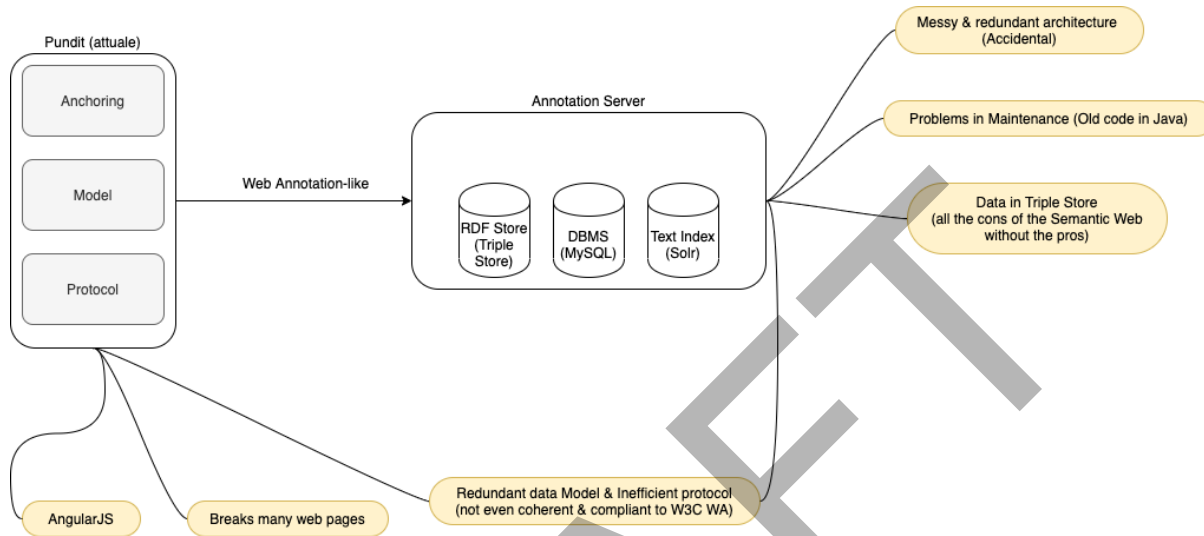 Pundit (attuale)
Anchoring
Model
Protocol
Web Annotation-like
Annotation Server
RDF Store
(Triple
Store)
DBMS
(MySQL)
Text Index
(Solr)
Messy & redundant architecture
(Accidental)
Problems in Maintenance (Old code in Java)
Data in Triple Store
(all the cons of the Semantic Web
without the pros)
AngularJS
Breaks many web pages
Redundant data Model & Inefficient protocol
(not even coherent & compliant to W3C WA)